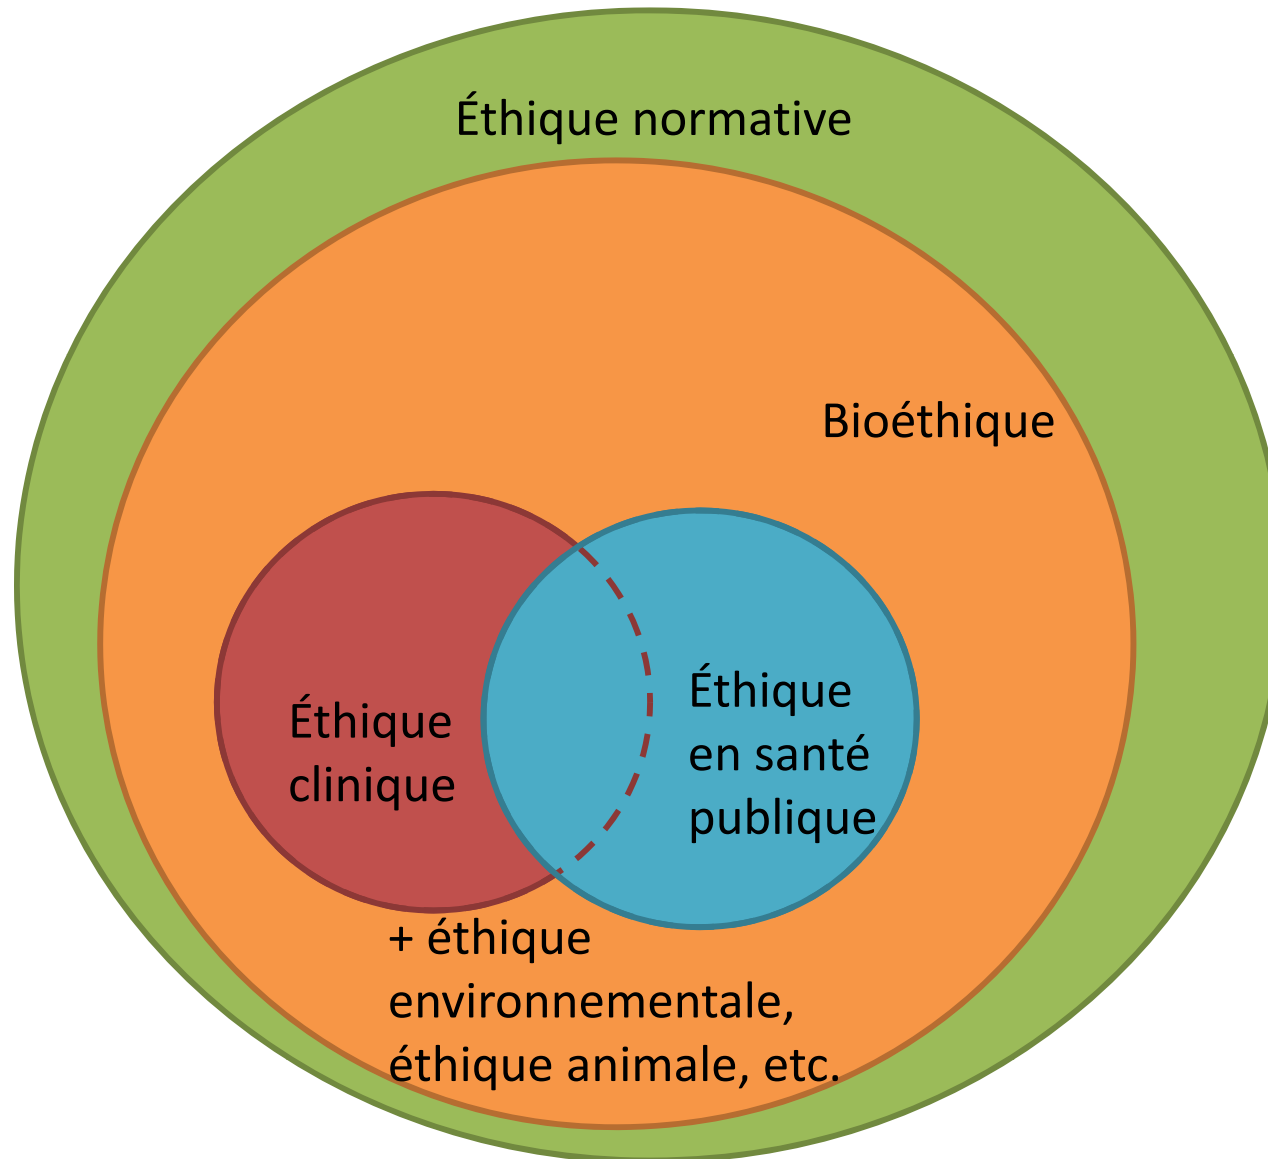 Éthique normative
Bioéthique
Éthique
clinique
Éthique
en santé
publique
+ éthique
environnementale,
éthique animale, etc.